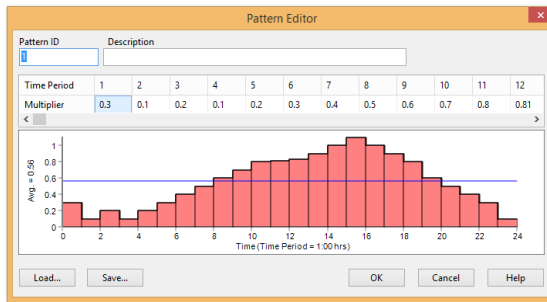 Pattern Editor
x
Pattern ID Description
1
Time Period 1 2 3 4 5 6 7 8 9 10 11 12
Multiplier 0.3 0.1 0.2 0.1 0.2 0.3 0.4 0.5 0.6 0.7 0.8 0.81
< >
1
0.8
0.6
0.4
0.2
0
Avg. = 0.56
0 2 4 6 8 10 12 14 16 18 20 22 24
Time (Time Period = 1:00 hrs)
Load... Save... OK Cancel Help